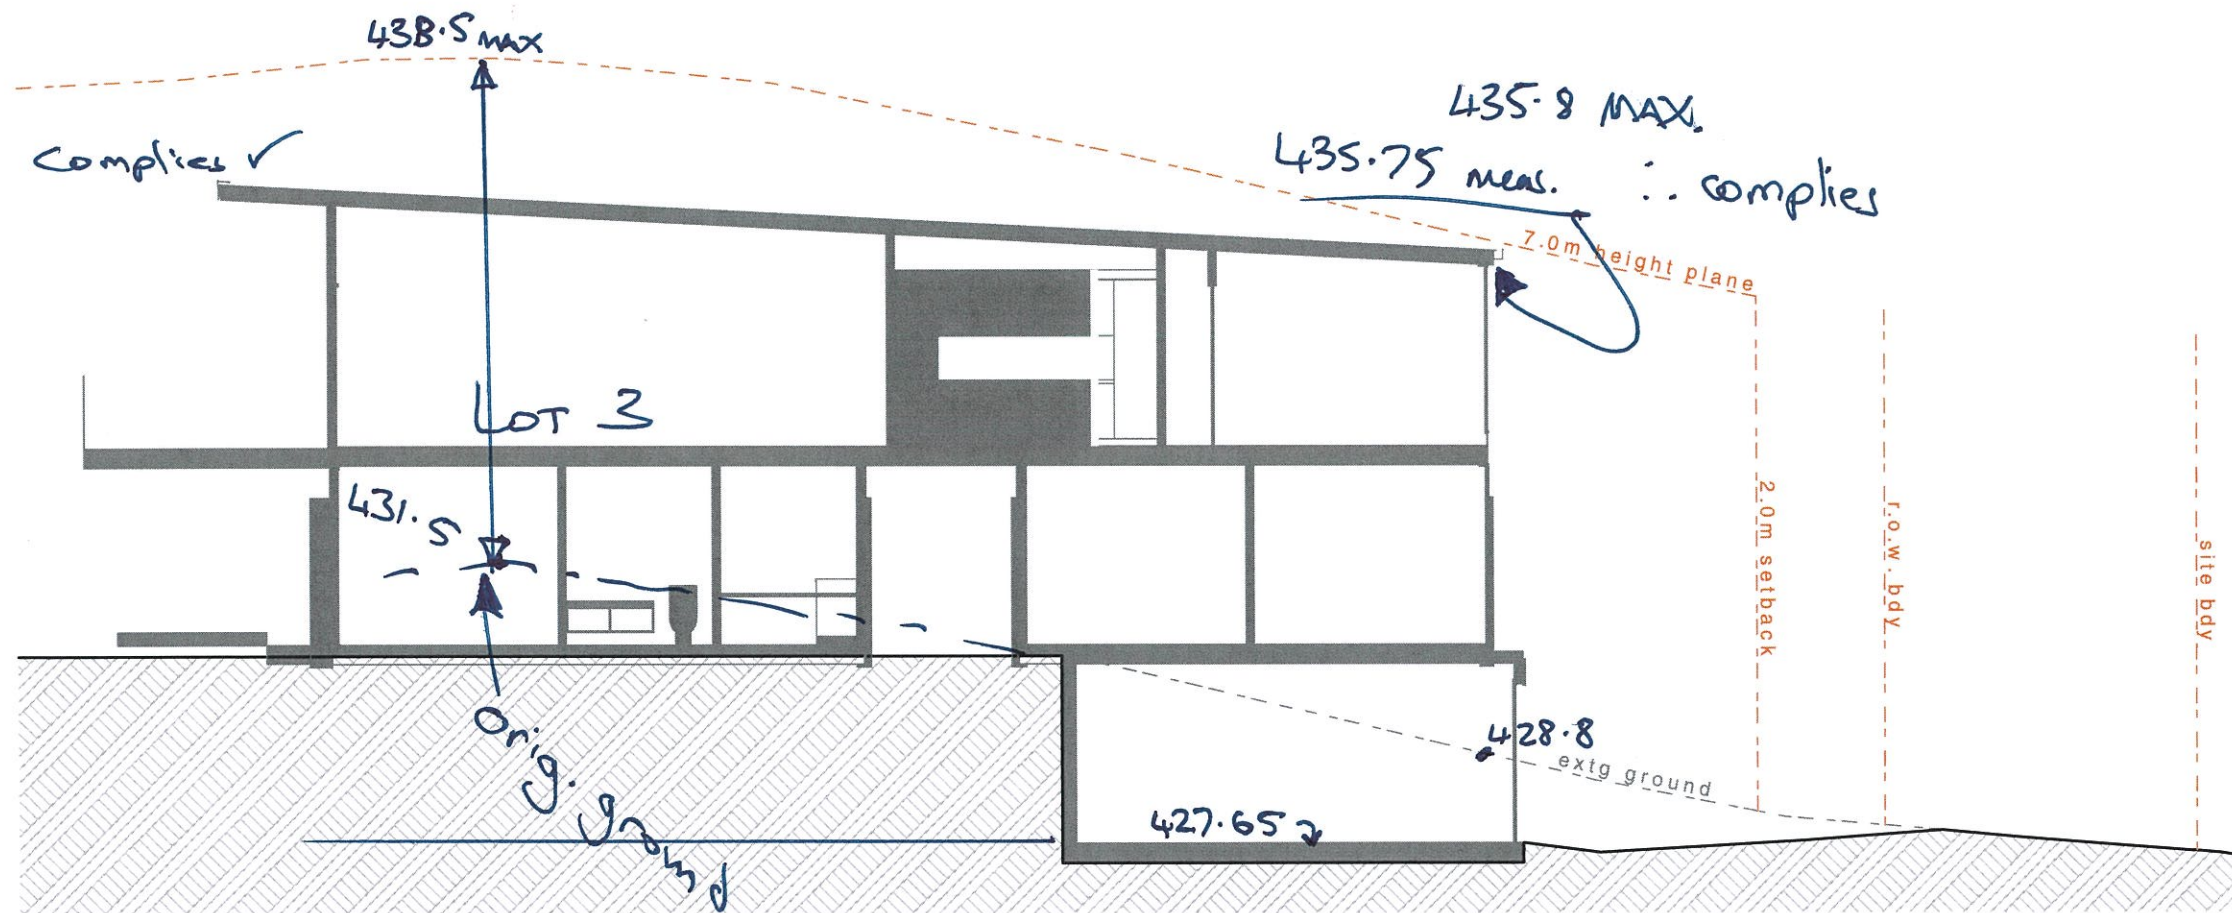 438.5 MAX
435.8 MAX.
Complies ✓
435.75 meas.
∴ complies
7.0m height plane
LOT 3
431.5
2.0m setback
r.o.w. bdy
site bdy
Orig. ground
428.8
extg ground
427.65